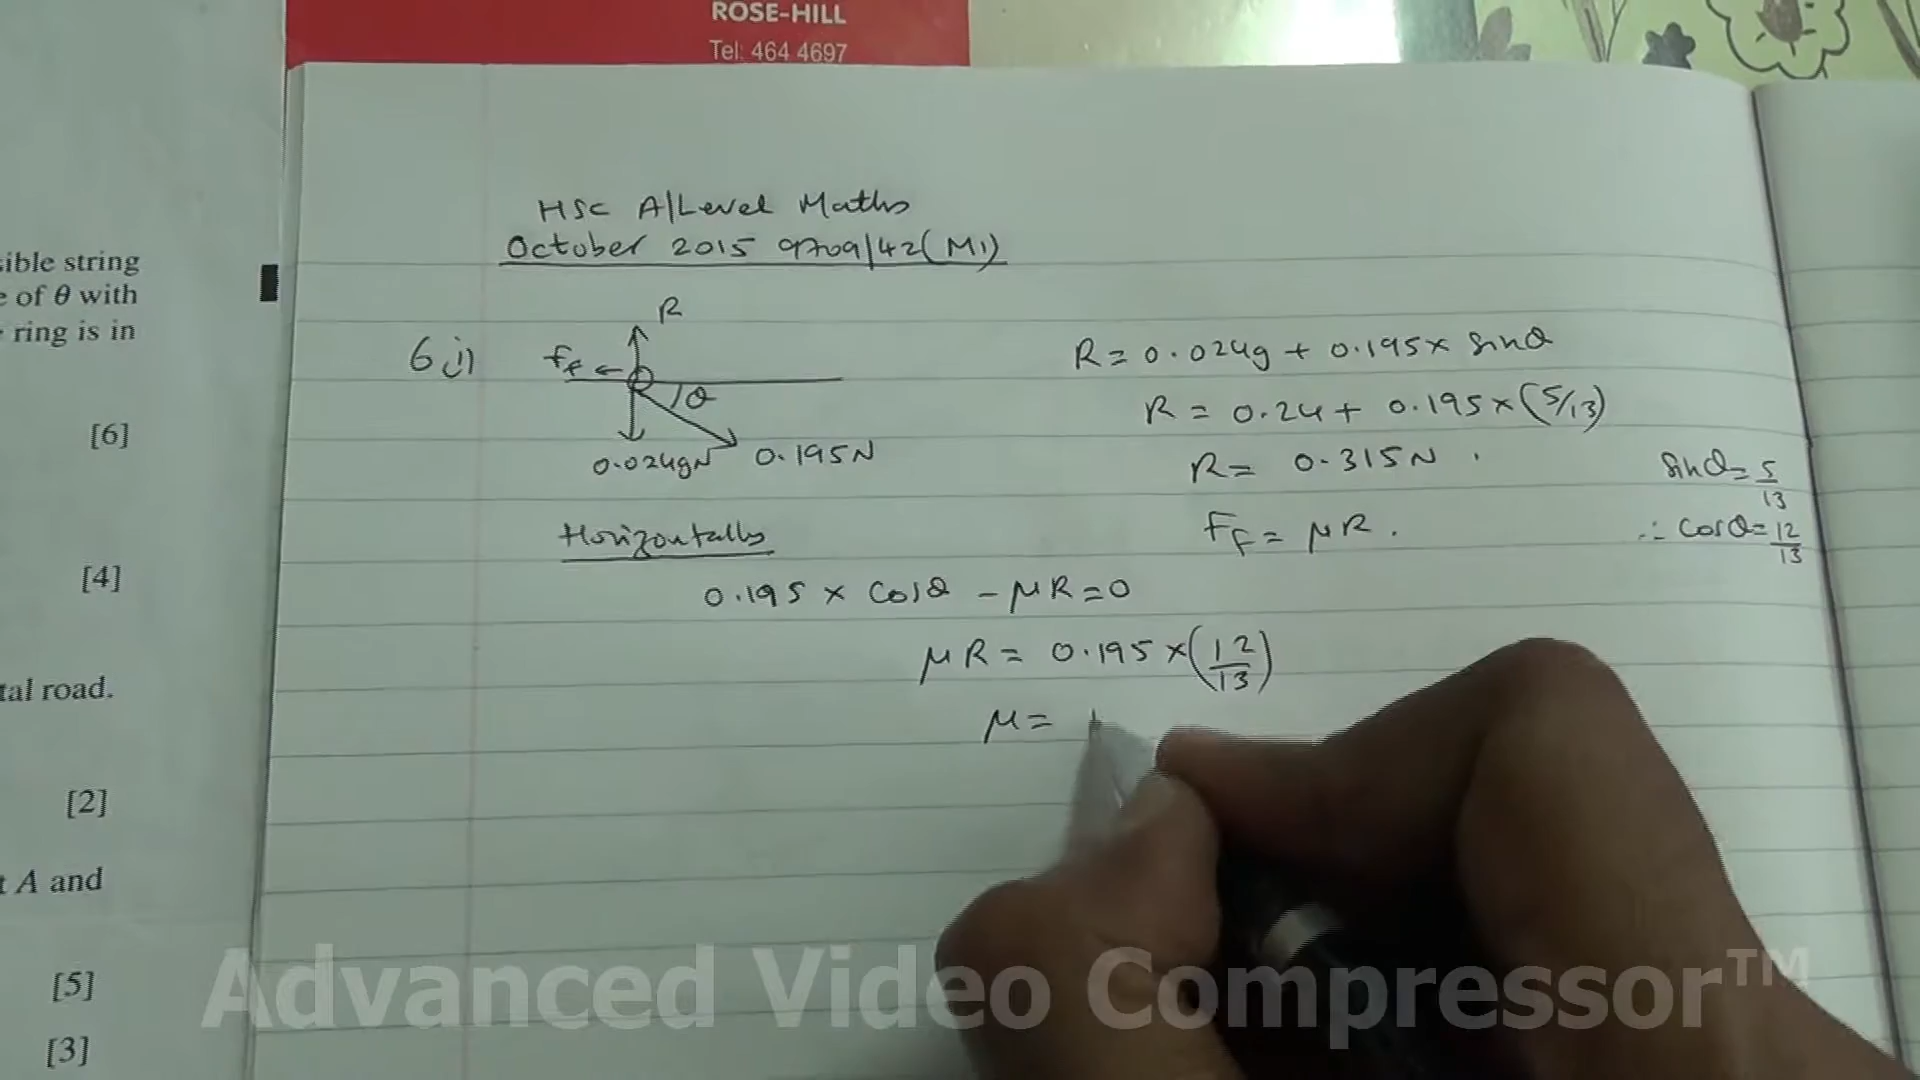 ROSE-HILL
Tel: 464 4697
HSC A/Level Maths
October 2015 9709/42(M1)
sible string
e of θ with
ring is in
[6]
[4]
tal road.
[2]
t A and
[5]
[3]
6 i)
R
Ff
θ
0.024gN
0.195N
R = 0.024g + 0.195 × sinθ
R = 0.24 + 0.195 × (5/13)
R = 0.315N .
sinθ = 5/13
Ff = μR .
∴ cosθ = 12/13
Horizontally
0.195 × cosθ - μR = 0
μR = 0.195 × (12/13)
μ =
Advanced Video Compressor™